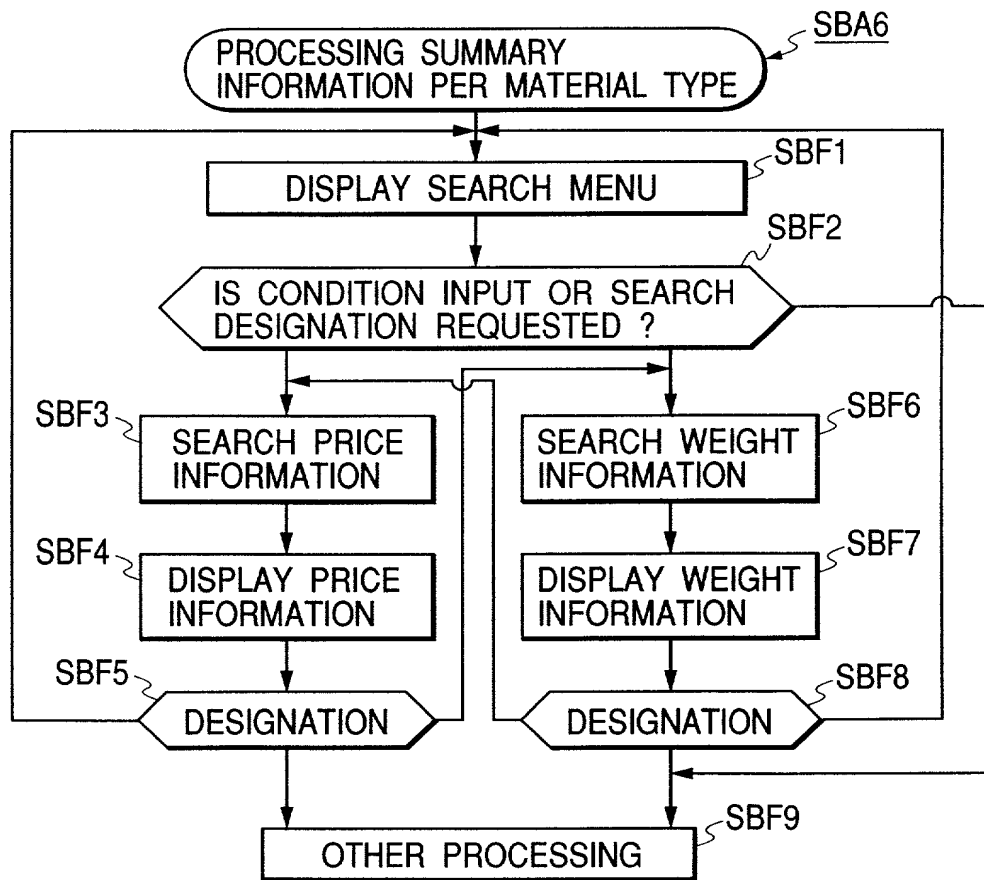 SBA6
PROCESSING SUMMARY
INFORMATION PER MATERIAL TYPE
SBF1
DISPLAY SEARCH MENU
SBF2
IS CONDITION INPUT OR SEARCH
DESIGNATION REQUESTED ?
SBF3
SEARCH PRICE
INFORMATION
SBF6
SEARCH WEIGHT
INFORMATION
SBF4
DISPLAY PRICE
INFORMATION
SBF7
DISPLAY WEIGHT
INFORMATION
SBF5
DESIGNATION
SBF8
DESIGNATION
SBF9
OTHER PROCESSING